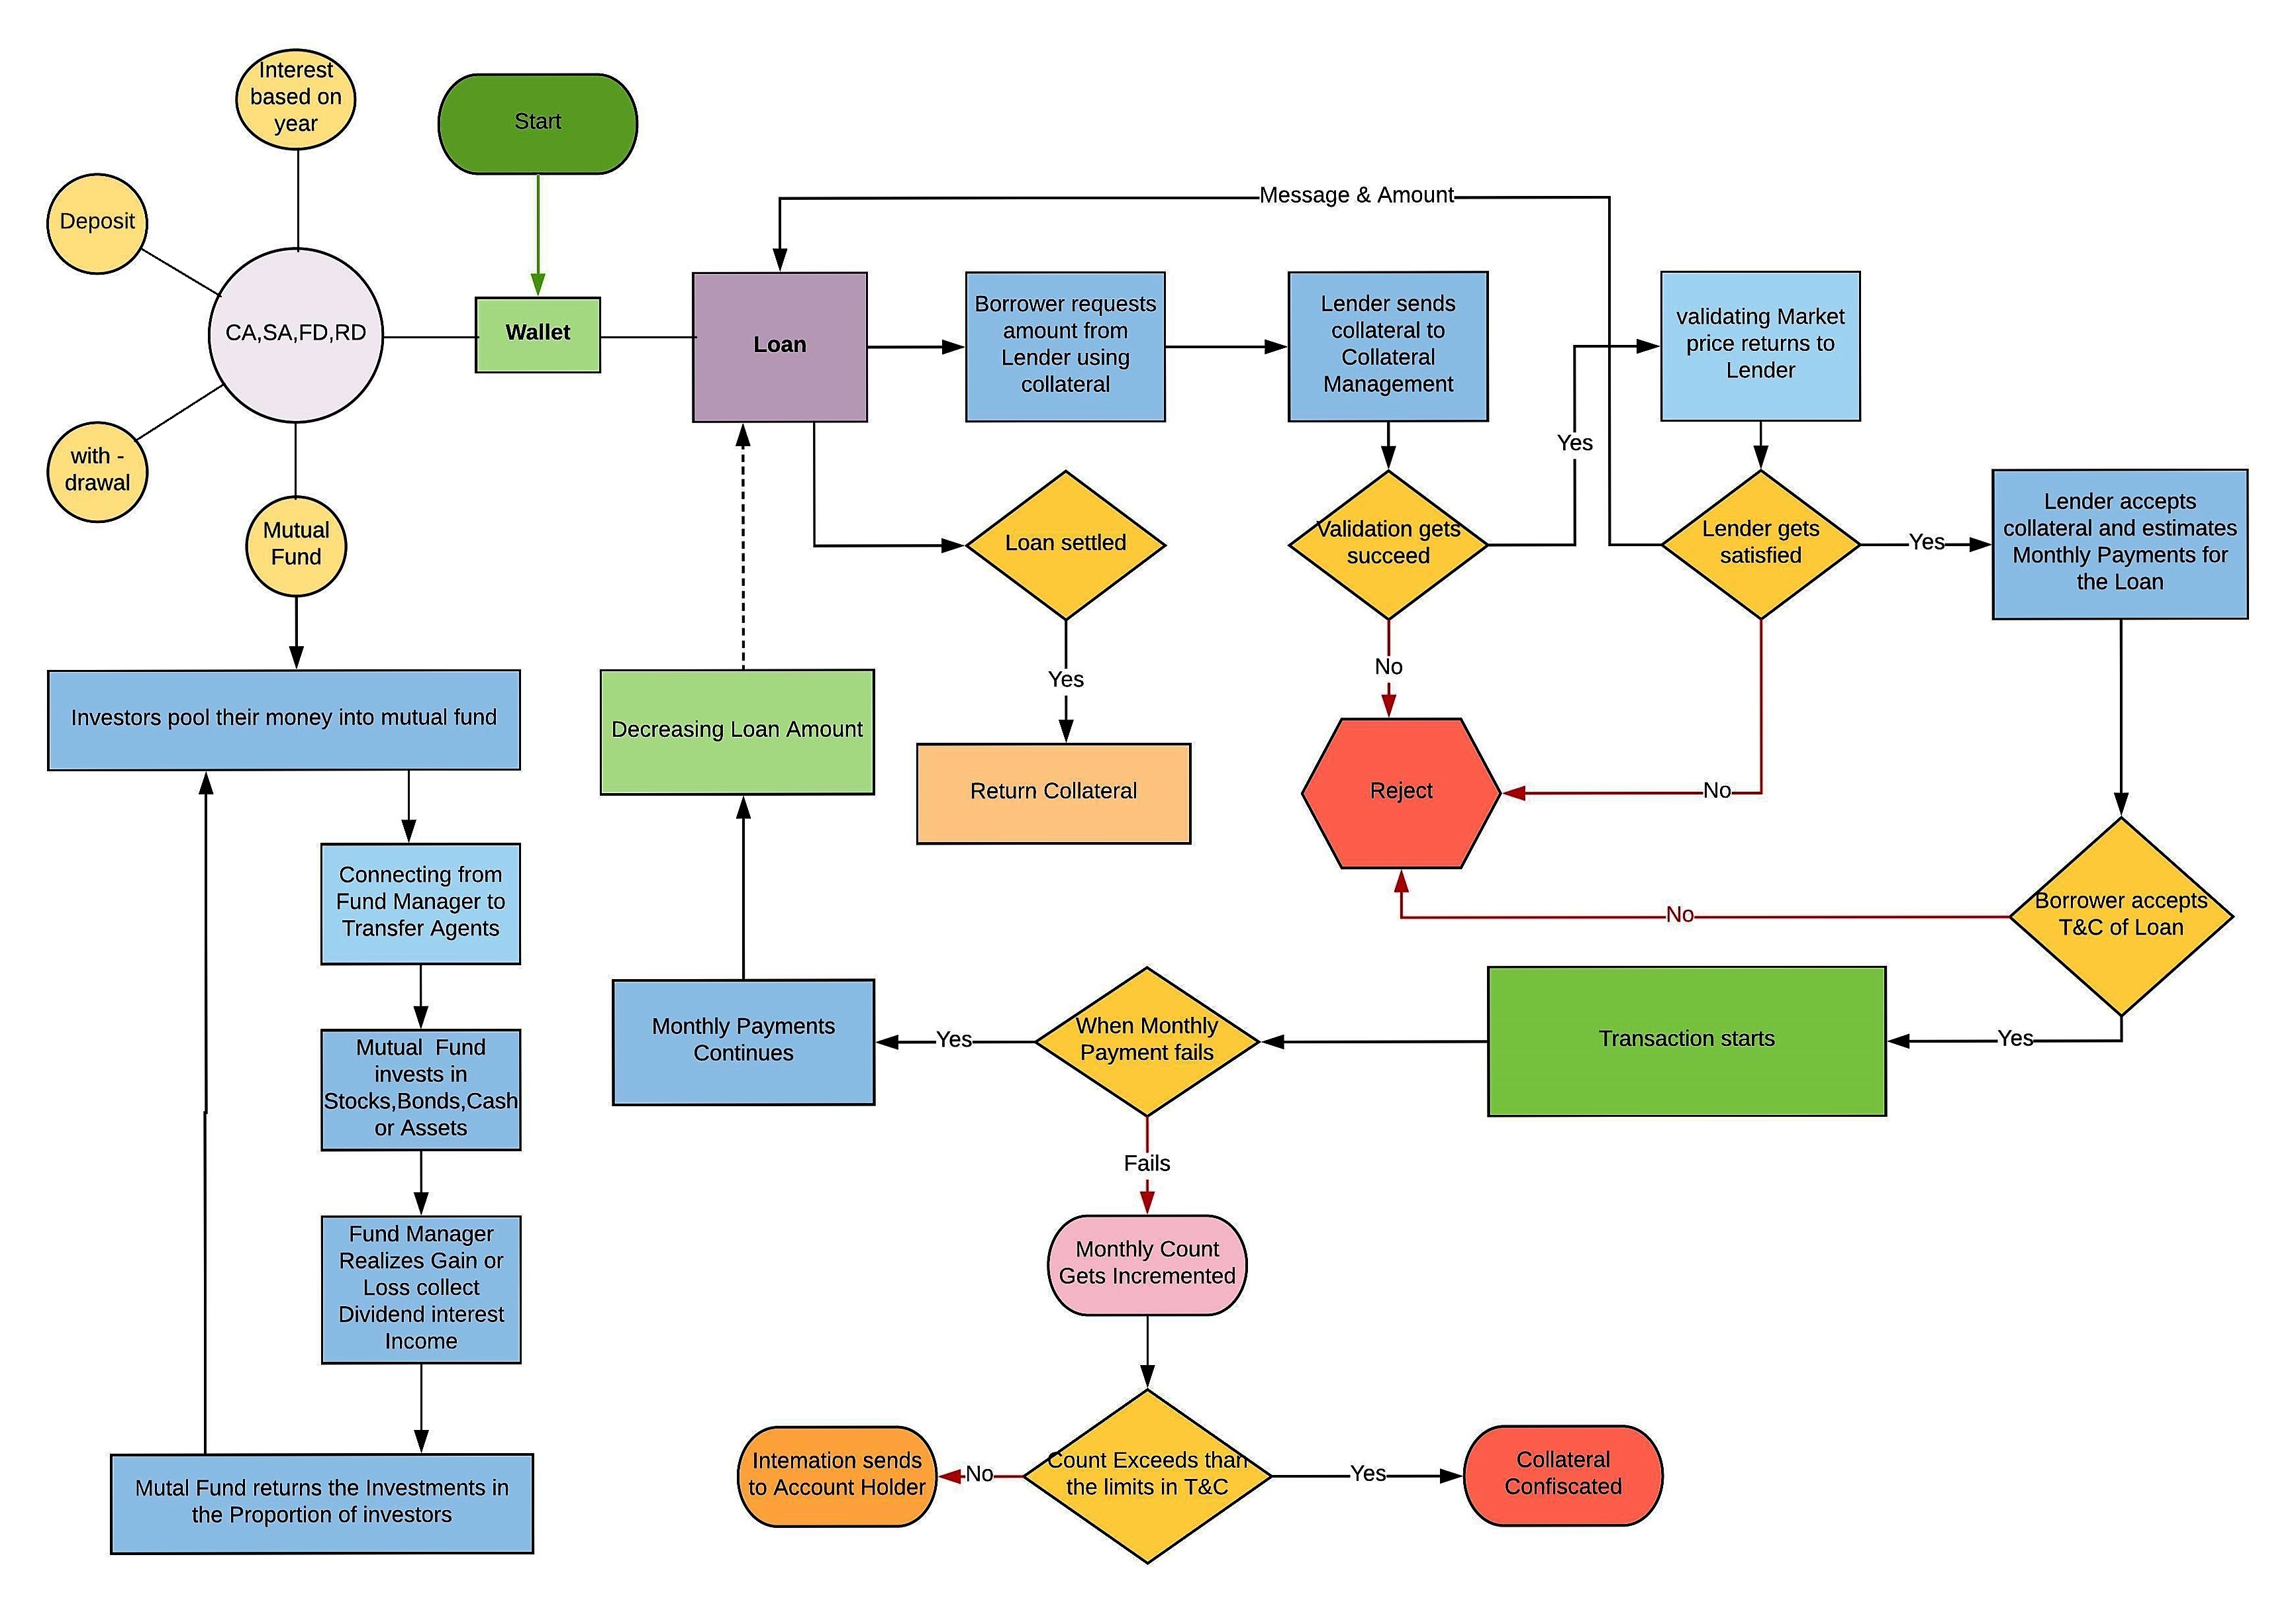 Interest
based on
year
Start
Deposit
Message & Amount
CA,SA,FD,RD
Wallet
Loan
Borrower requests
amount from
Lender using
collateral
Lender sends
collateral to
Collateral
Management
validating Market
price returns to
Lender
with -
drawal
Mutual
Fund
Loan settled
Validation gets
succeed
Yes
Lender gets
satisfied
Yes
Lender accepts
collateral and estimates
Monthly Payments for
the Loan
Yes
No
Investors pool their money into mutual fund
Decreasing Loan Amount
Return Collateral
Reject
No
Connecting from
Fund Manager to
Transfer Agents
No
Borrower accepts
T&C of Loan
Mutual  Fund
invests in
Stocks,Bonds,Cash
or Assets
Monthly Payments
Continues
Yes
When Monthly
Payment fails
Transaction starts
Yes
Fails
Fund Manager
Realizes Gain or
Loss collect
Dividend interest
Income
Monthly Count
Gets Incremented
Mutal Fund returns the Investments in
the Proportion of investors
Intemation sends
to Account Holder
No
Count Exceeds than
the limits in T&C
Yes
Collateral
Confiscated